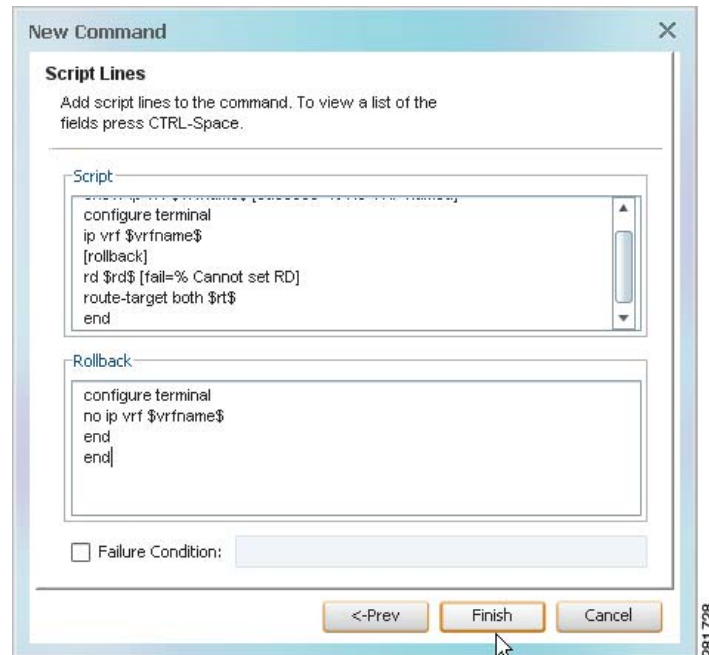 New Command
Script Lines
Add script lines to the command. To view a list of the
fields press CTRL-Space.
Script
configure terminal
ip vrf $vrfname$
[rollback]
rd $rd$ [fail=% Cannot set RD]
route-target both $rt$
end
Rollback
configure terminal
no ip vrf $vrfname$
end
end
Failure Condition:
<-Prev
Finish
Cancel
281728